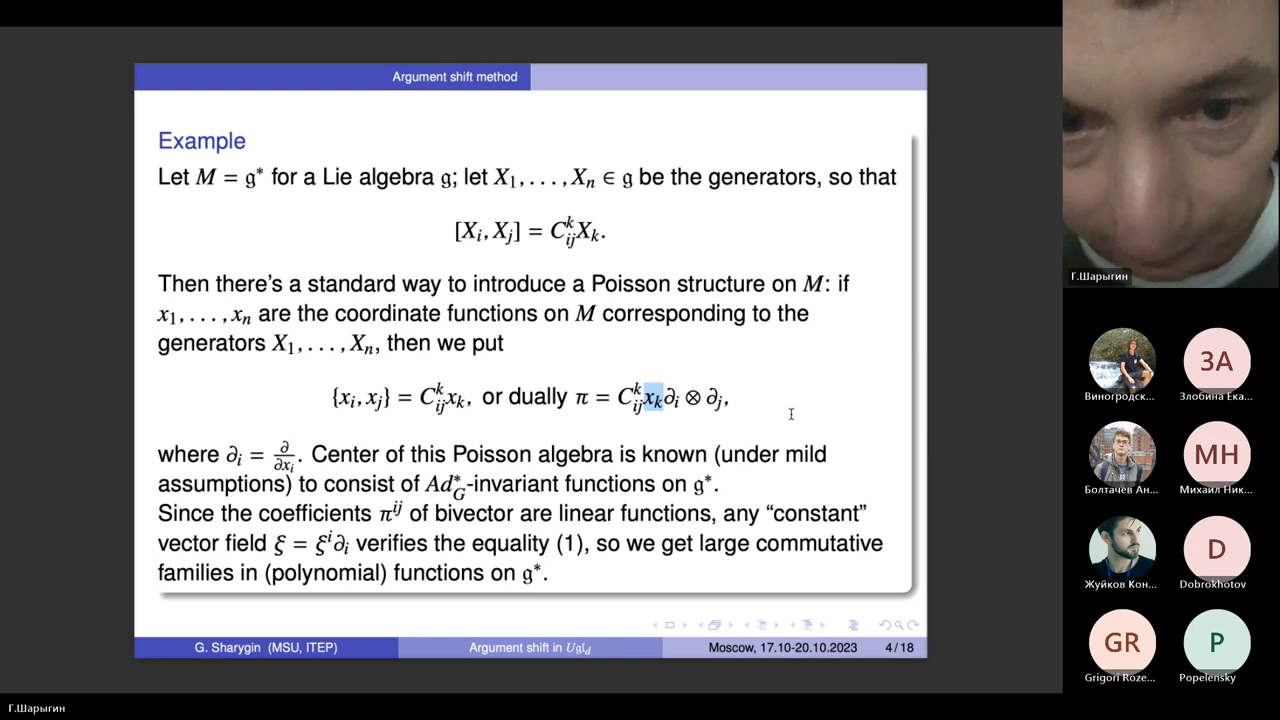 Argument shift method
Example
Let M = 𝔤* for a Lie algebra 𝔤; let X₁, . . . , Xₙ ∈ 𝔤 be the generators, so that
[Xᵢ, Xⱼ] = Cᵢⱼᵏ Xₖ.
Then there's a standard way to introduce a Poisson structure on M: if
x₁, . . . , xₙ are the coordinate functions on M corresponding to the
generators X₁, . . . , Xₙ, then we put
{xᵢ, xⱼ} = Cᵢⱼᵏ xₖ, or dually π = Cᵢⱼᵏ xₖ∂ᵢ ⊗ ∂ⱼ,
where ∂ᵢ = ∂/∂xᵢ. Center of this Poisson algebra is known (under mild
assumptions) to consist of Ad*_G-invariant functions on 𝔤*.
Since the coefficients πⁱʲ of bivector are linear functions, any “constant”
vector field ξ = ξⁱ∂ᵢ verifies the equality (1), so we get large commutative
families in (polynomial) functions on 𝔤*.
G. Sharygin (MSU, ITEP)
Argument shift in U𝔤𝔩_d
Moscow, 17.10-20.10.2023
4/18
Г.Шарыгин
Виногродск...
ЗА
Злобина Ека...
Болтачев Ан...
МН
Михаил Ник...
Жуйков Кон...
D
Dobrokhotov
GR
Grigori Roze...
P
Popelensky
Г.Шарыгин